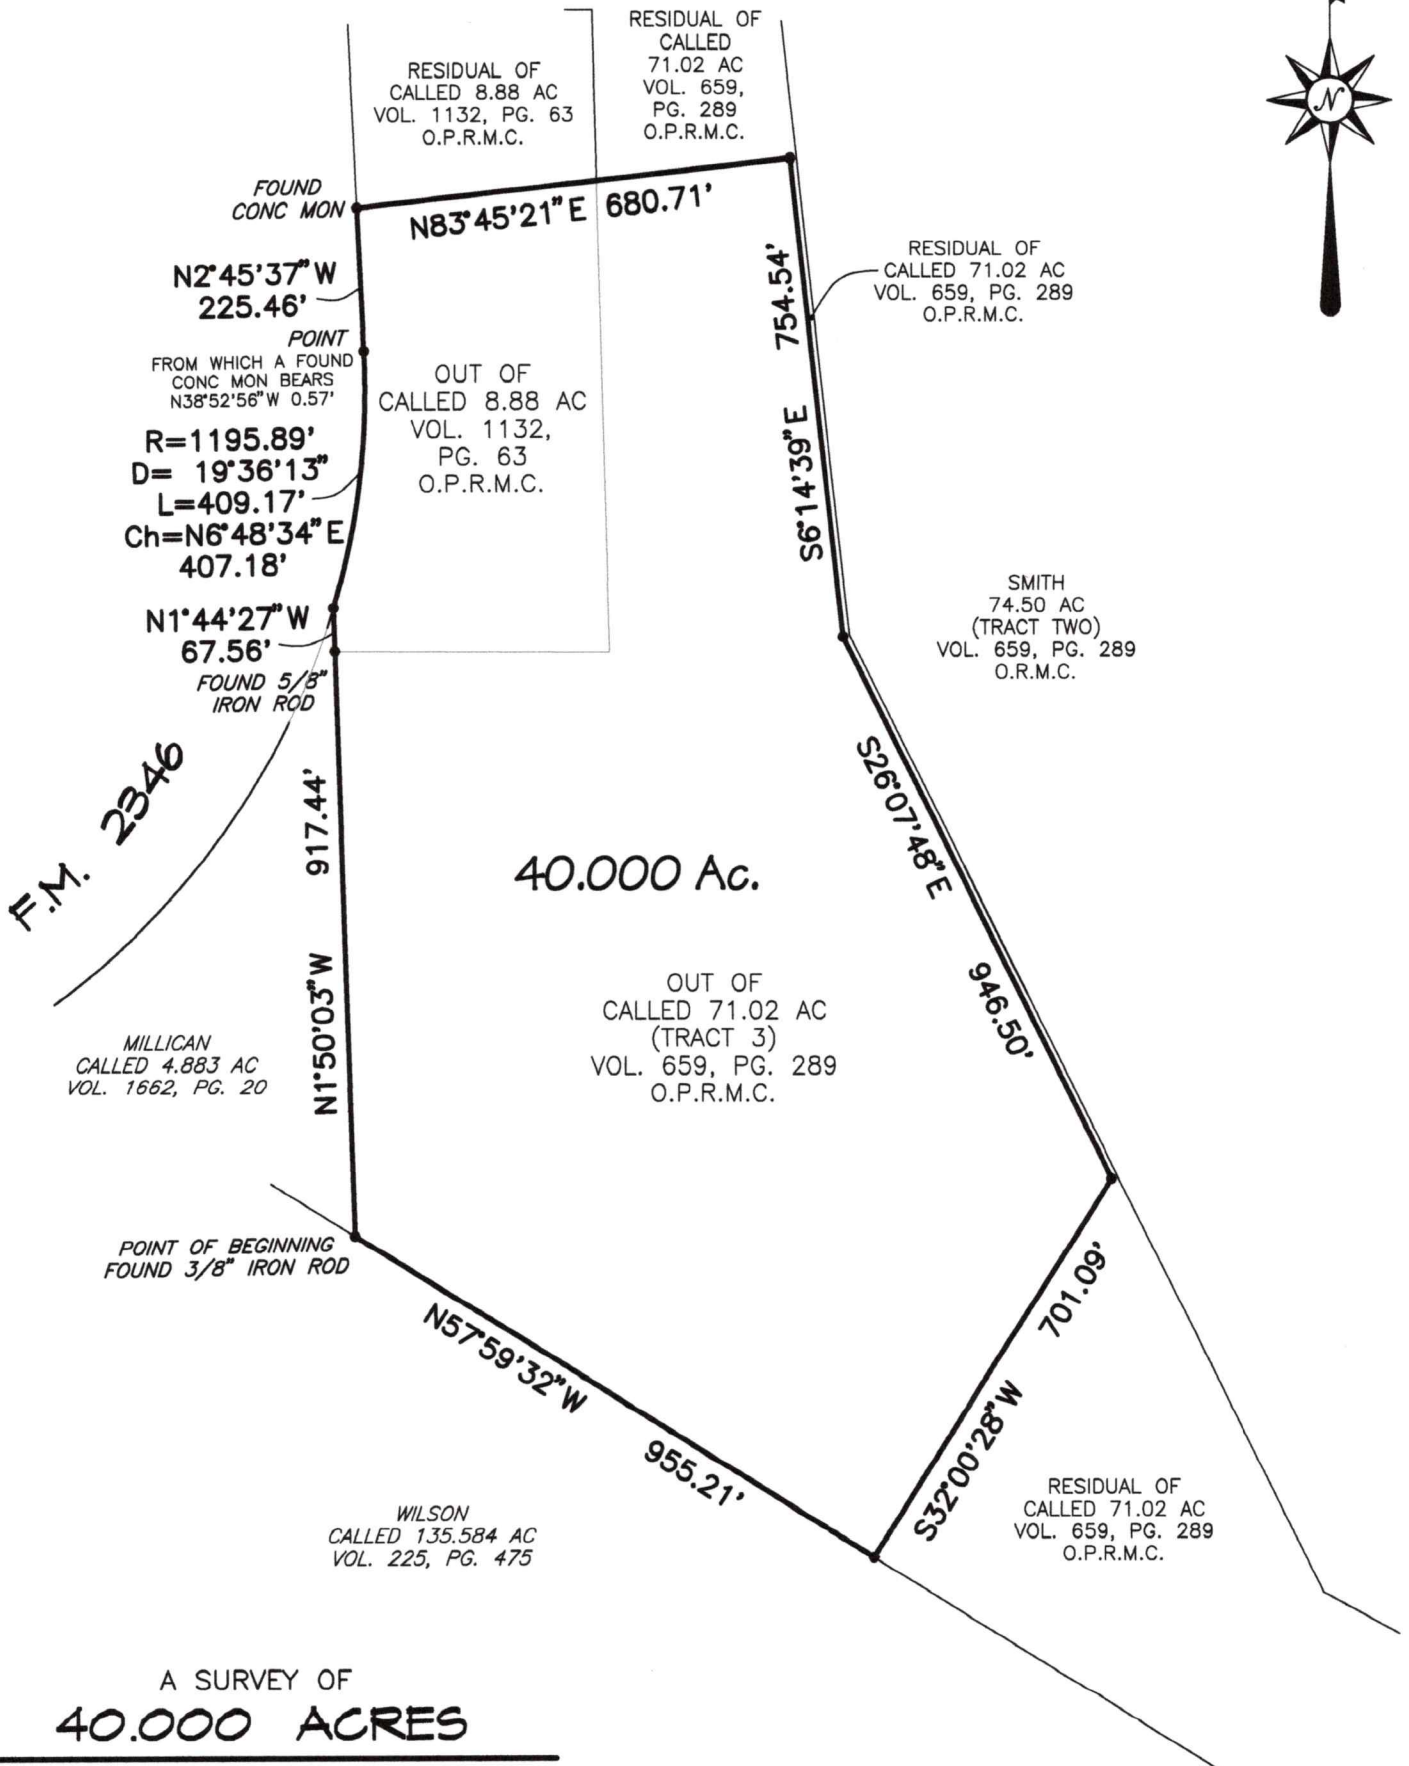 RESIDUAL OF
CALLED 8.88 AC
VOL. 1132, PG. 63
O.P.R.M.C.
RESIDUAL OF
CALLED
71.02 AC
VOL. 659,
PG. 289
O.P.R.M.C.
N
FOUND
CONC MON
N83°45'21"E 680.71'
N2°45'37"W
225.46'
POINT
FROM WHICH A FOUND
CONC MON BEARS
N38°52'56"W 0.57'
R=1195.89'
D= 19°36'13"
L=409.17'
Ch=N6°48'34"E
407.18'
N1°44'27"W
67.56'
FOUND 5/8"
IRON ROD
OUT OF
CALLED 8.88 AC
VOL. 1132,
PG. 63
O.P.R.M.C.
S6°14'39"E 754.54'
RESIDUAL OF
CALLED 71.02 AC
VOL. 659, PG. 289
O.P.R.M.C.
SMITH
74.50 AC
(TRACT TWO)
VOL. 659, PG. 289
O.R.M.C.
F.M. 2346
N1°50'03"W 917.44'
40.000 Ac.
S26°07'48"E 946.50'
OUT OF
CALLED 71.02 AC
(TRACT 3)
VOL. 659, PG. 289
O.P.R.M.C.
MILLICAN
CALLED 4.883 AC
VOL. 1662, PG. 20
POINT OF BEGINNING
FOUND 3/8" IRON ROD
N57°59'32"W 955.21'
S32°00'28"W 701.09'
WILSON
CALLED 135.584 AC
VOL. 225, PG. 475
RESIDUAL OF
CALLED 71.02 AC
VOL. 659, PG. 289
O.P.R.M.C.
A SURVEY OF
40.000 ACRES